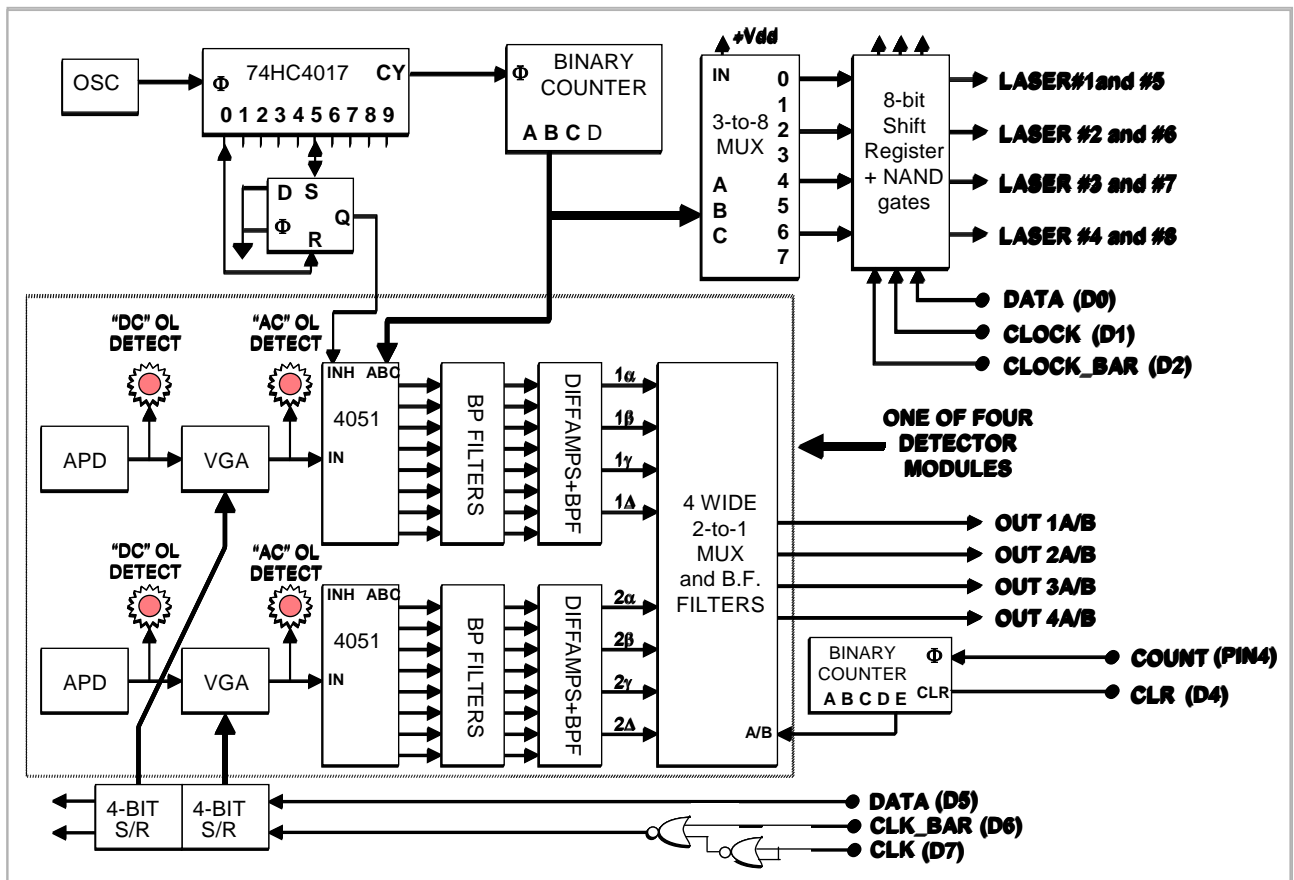 OSC
74HC4017
CY
Φ
0 1 2 3 4 5 6 7 8 9
BINARY
COUNTER
Φ
A B C D
+Vdd
IN
3-to-8
MUX
A
B
C
0
1
2
3
4
5
6
7
8-bit
Shift
Register
+ NAND
gates
LASER#1and #5
LASER #2 and #6
LASER #3 and #7
LASER #4 and #8
DATA (D0)
CLOCK (D1)
CLOCK_BAR (D2)
D S
Φ
R
Q
"DC" OL
DETECT
"AC" OL
DETECT
APD
VGA
INH ABC
4051
IN
BP FILTERS
DIFFAMPS+BPF
1α
1β
1γ
1Δ
ONE OF FOUR
DETECTOR
MODULES
4 WIDE
2-to-1
MUX
and B.F.
FILTERS
A/B
OUT 1A/B
OUT 2A/B
OUT 3A/B
OUT 4A/B
"DC" OL
DETECT
"AC" OL
DETECT
APD
VGA
INH ABC
4051
IN
BP FILTERS
DIFFAMPS+BPF
2α
2β
2γ
2Δ
BINARY
COUNTER
Φ
A B C D E
CLR
COUNT (PIN4)
CLR (D4)
4-BIT
S/R
4-BIT
S/R
DATA (D5)
CLK_BAR (D6)
CLK (D7)